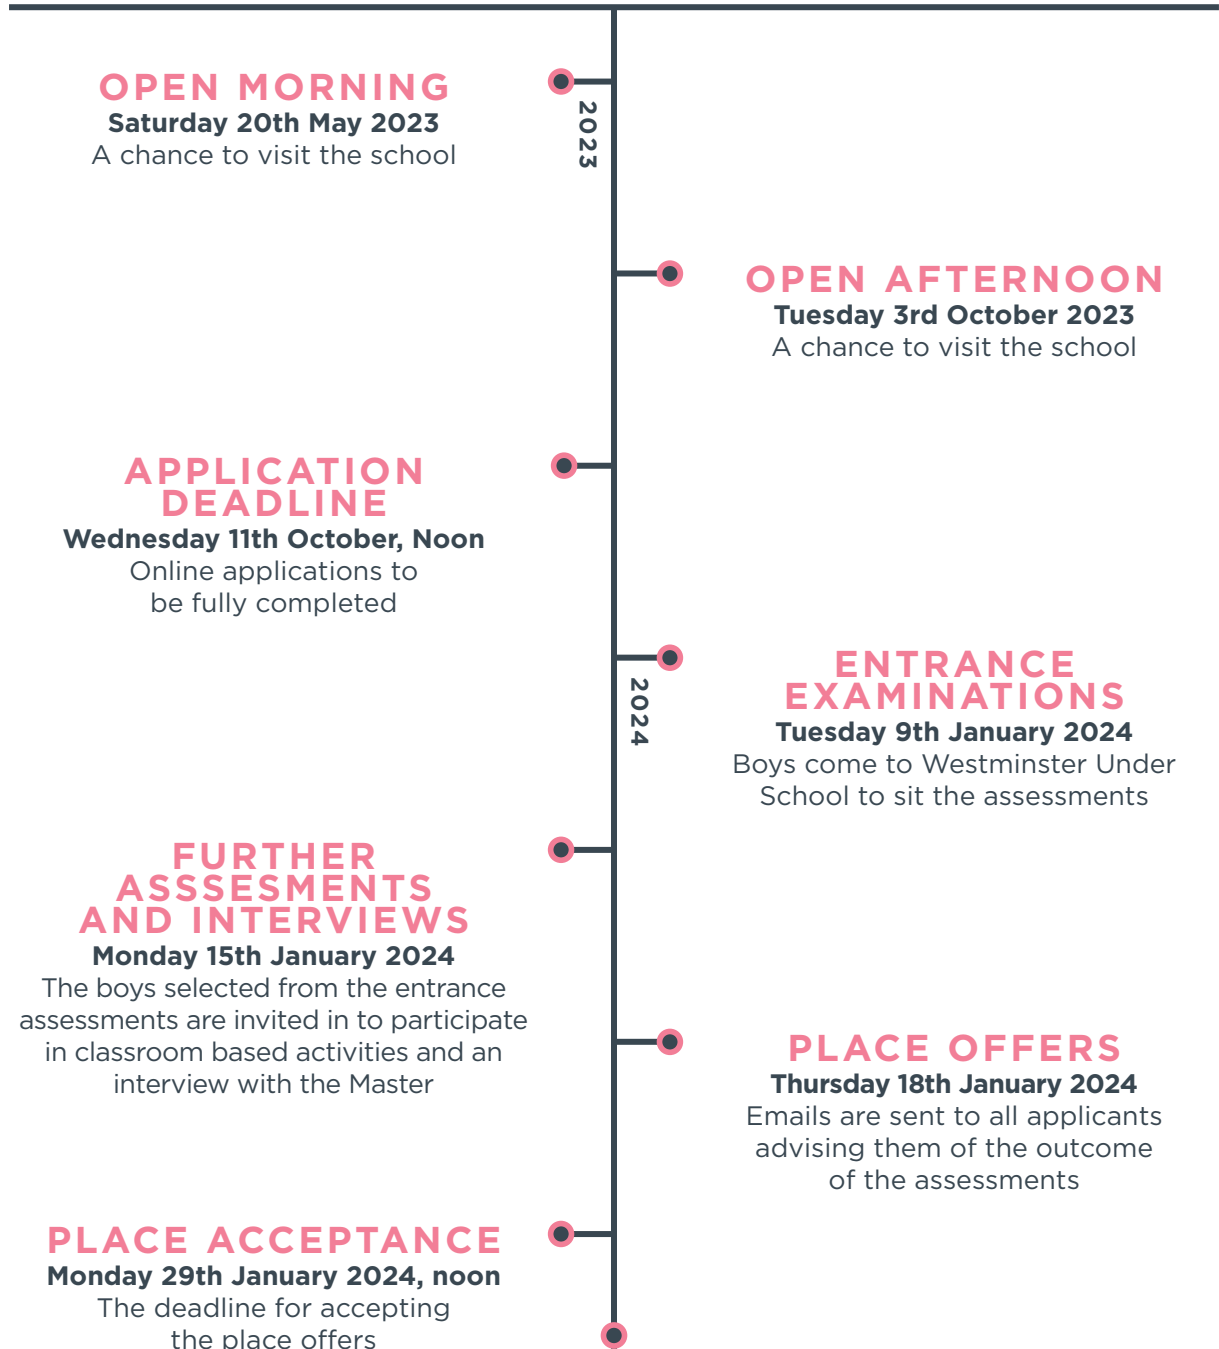 OPEN MORNING
Saturday 20th May 2023
A chance to visit the school
2023
OPEN AFTERNOON
Tuesday 3rd October 2023
A chance to visit the school
APPLICATION
DEADLINE
Wednesday 11th October, Noon
Online applications to
be fully completed
ENTRANCE
EXAMINATIONS
Tuesday 9th January 2024
Boys come to Westminster Under
School to sit the assessments
2024
FURTHER
ASSSESMENTS
AND INTERVIEWS
Monday 15th January 2024
The boys selected from the entrance
assessments are invited in to participate
in classroom based activities and an
interview with the Master
PLACE OFFERS
Thursday 18th January 2024
Emails are sent to all applicants
advising them of the outcome
of the assessments
PLACE ACCEPTANCE
Monday 29th January 2024, noon
The deadline for accepting
the place offers